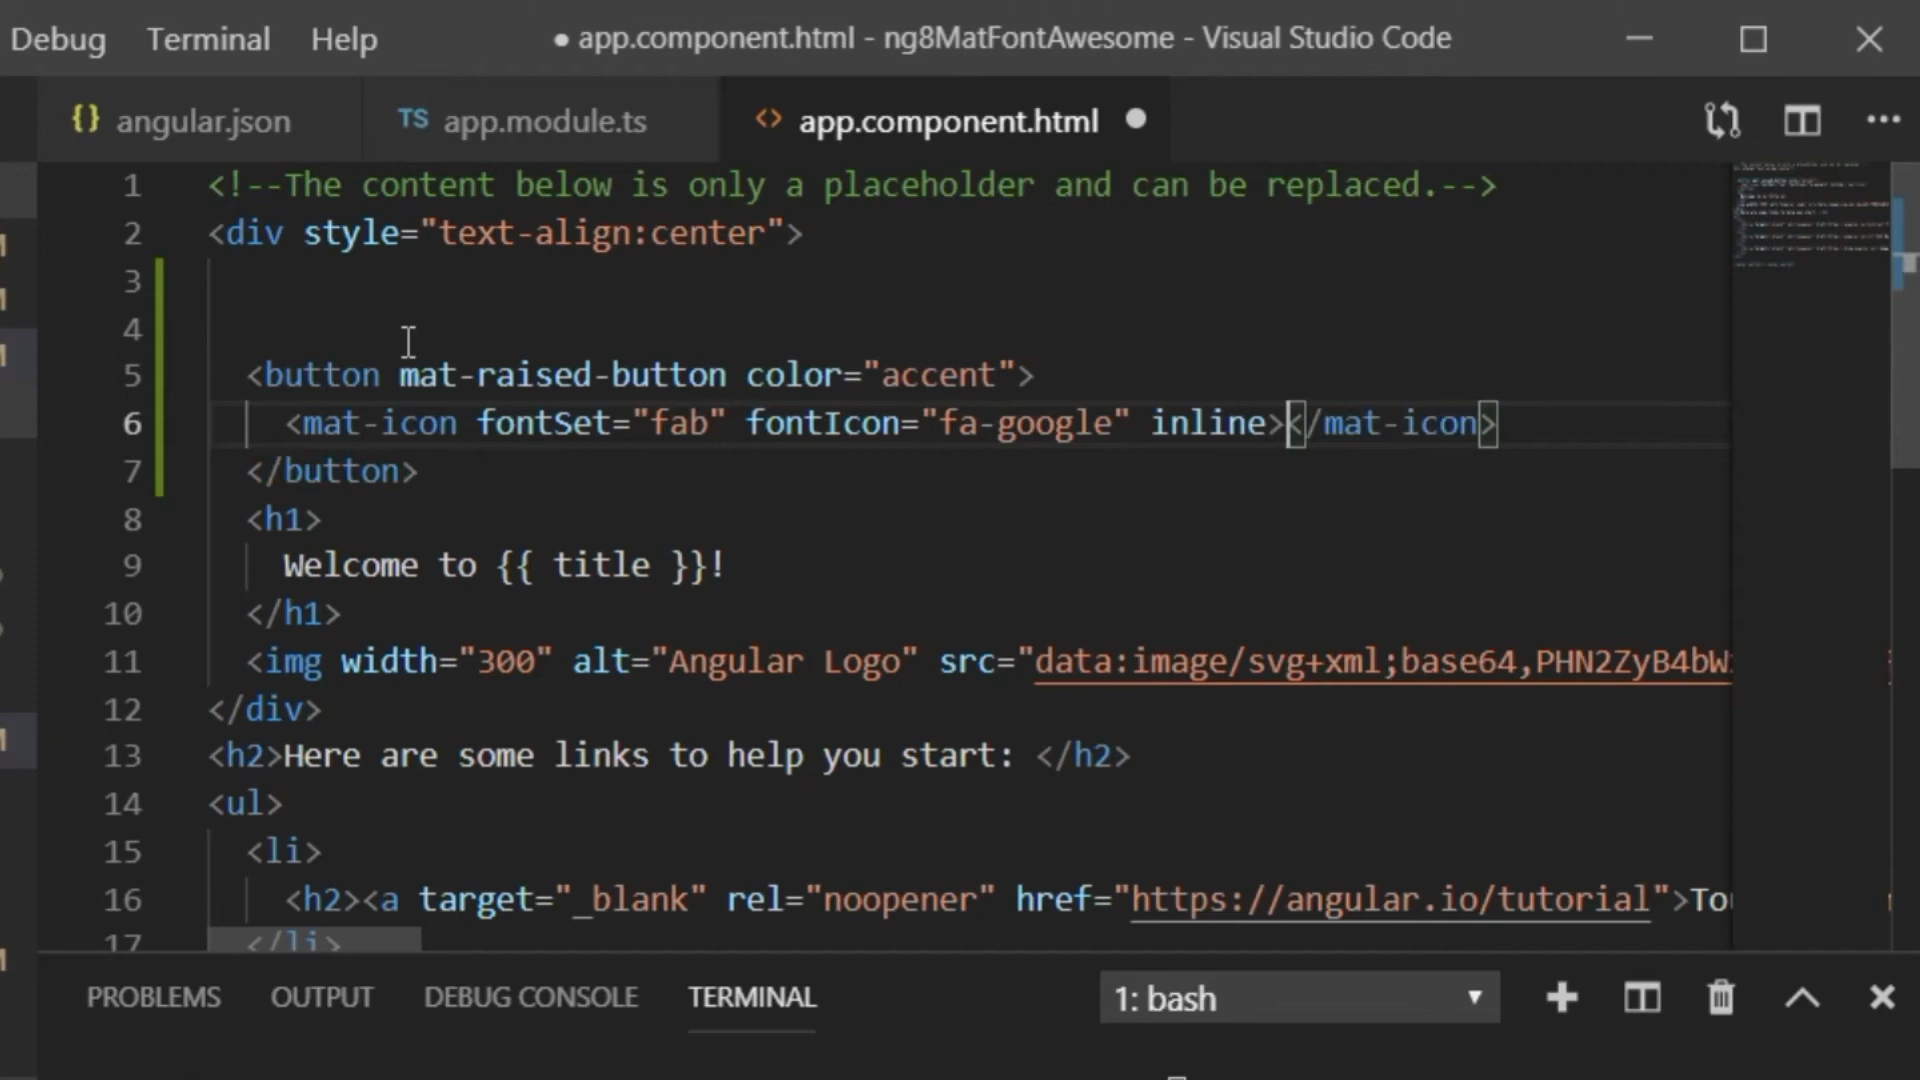 Debug Terminal Help ● app.component.html - ng8MatFontAwesome - Visual Studio Code
{} angular.json TS app.module.ts <> app.component.html ●
1 <!--The content below is only a placeholder and can be replaced.-->
2 <div style="text-align:center">
3
4
5 <button mat-raised-button color="accent">
6 <mat-icon fontSet="fab" fontIcon="fa-google" inline></mat-icon>
7 </button>
8 <h1>
9 Welcome to {{ title }}!
10 </h1>
11 <img width="300" alt="Angular Logo" src="data:image/svg+xml;base64,PHN2ZyB4bW
12 </div>
13 <h2>Here are some links to help you start: </h2>
14 <ul>
15 <li>
16 <h2><a target="_blank" rel="noopener" href="https://angular.io/tutorial">To
17 </li>
PROBLEMS OUTPUT DEBUG CONSOLE TERMINAL 1: bash